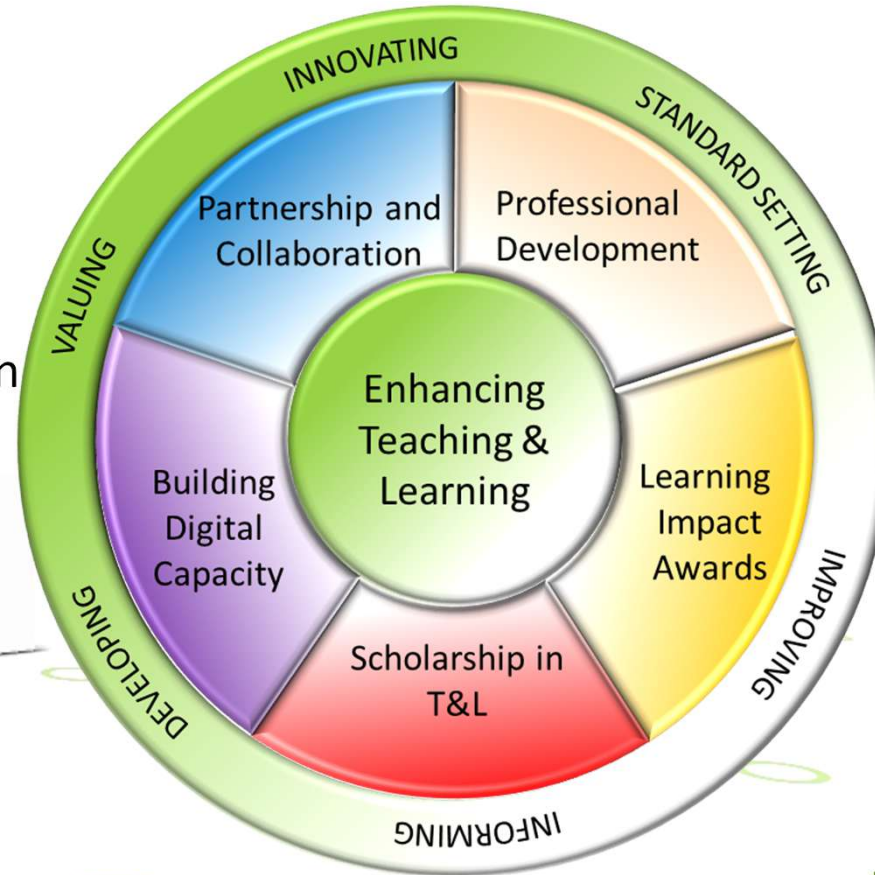 INNOVATING
STANDARD SETTING
IMPROVING
INFORMING
DEVELOPING
VALUING
Partnership and
Collaboration
Professional
Development
Learning
Impact
Awards
Scholarship in
T&L
Building
Digital
Capacity
Enhancing
Teaching &
Learning
n